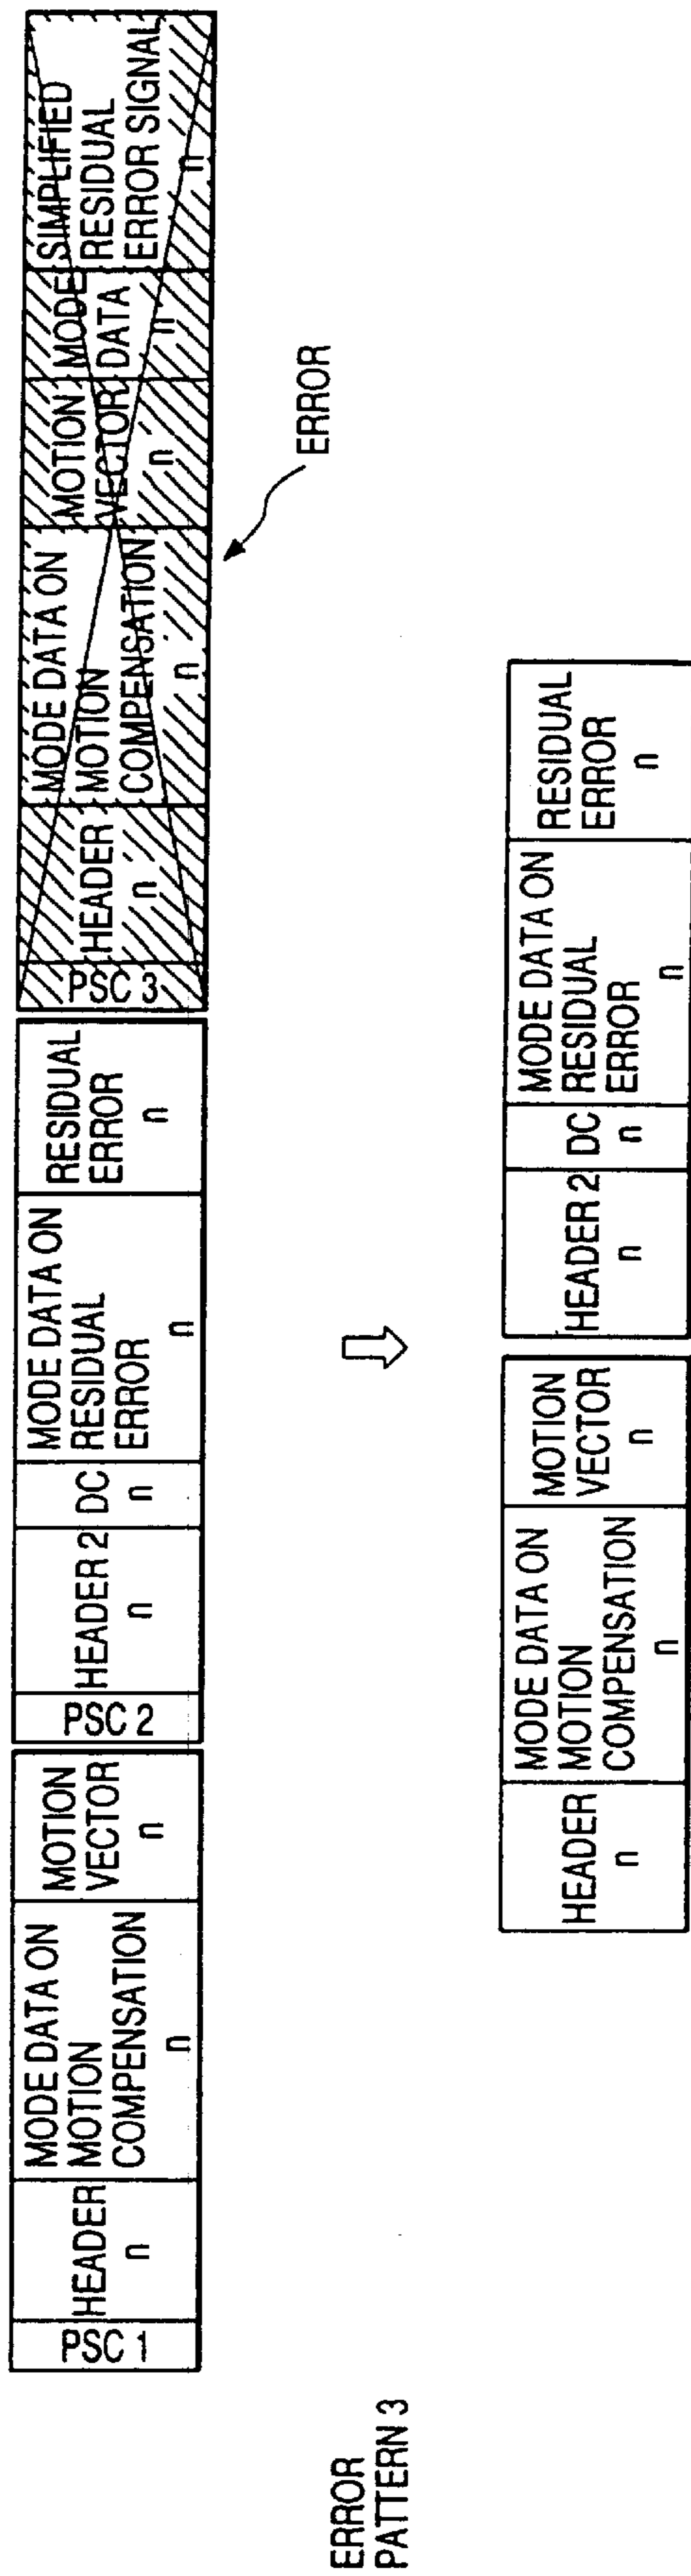 PSC 1
HEADER
n
MODE DATA ON
MOTION
COMPENSATION
n
MOTION
VECTOR
n
PSC 2
HEADER 2
n
DC
n
MODE DATA ON
RESIDUAL
ERROR
n
RESIDUAL
ERROR
n
PSC 3
HEADER
n
MODE DATA ON
MOTION
COMPENSATION
n
MOTION
VECTOR
n
MODE
DATA
n
SIMPLIFIED
RESIDUAL
ERROR SIGNAL
n
ERROR
ERROR
PATTERN 3
HEADER
n
MODE DATA ON
MOTION
COMPENSATION
n
MOTION
VECTOR
n
HEADER 2
n
DC
n
MODE DATA ON
RESIDUAL
ERROR
n
RESIDUAL
ERROR
n